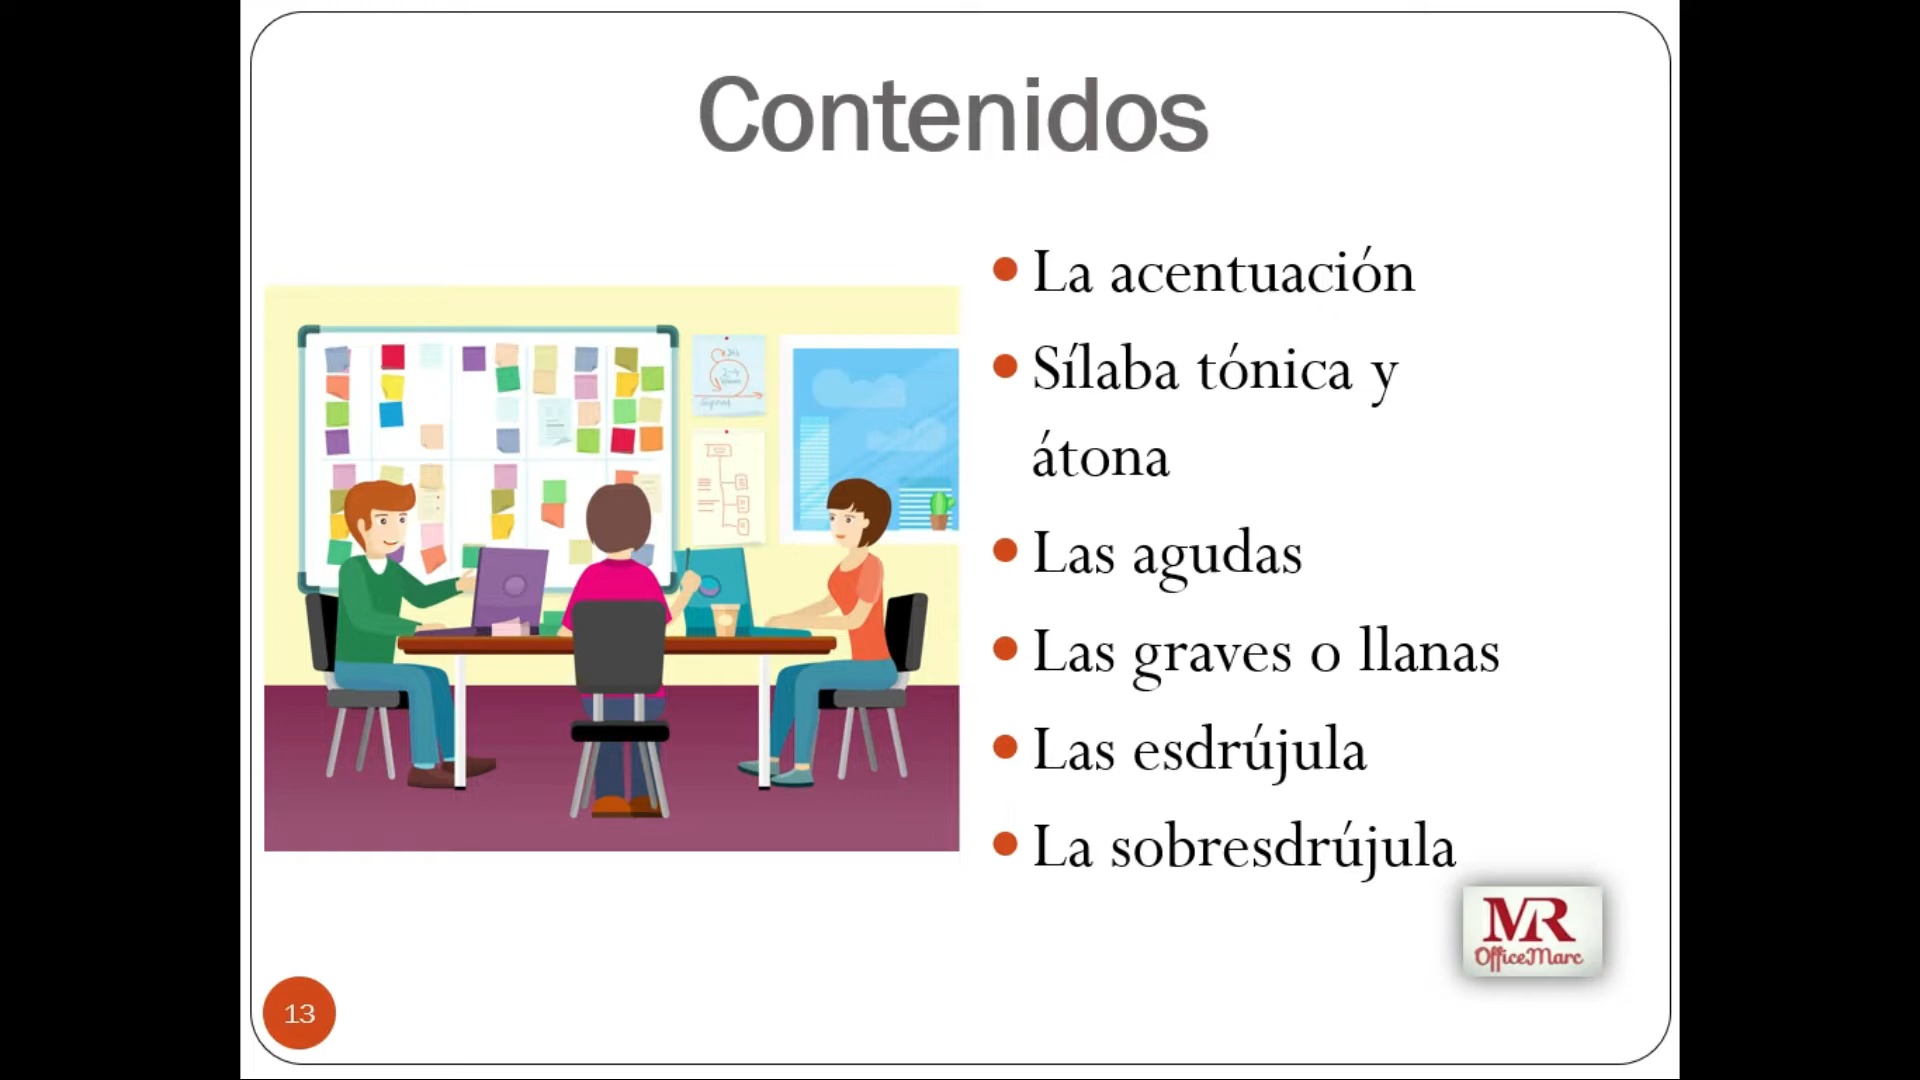 Contenidos
La acentuación
Sílaba tónica y
átona
Las agudas
Las graves o llanas
Las esdrújula
La sobresdrújula
MR
OfficeMarc
13